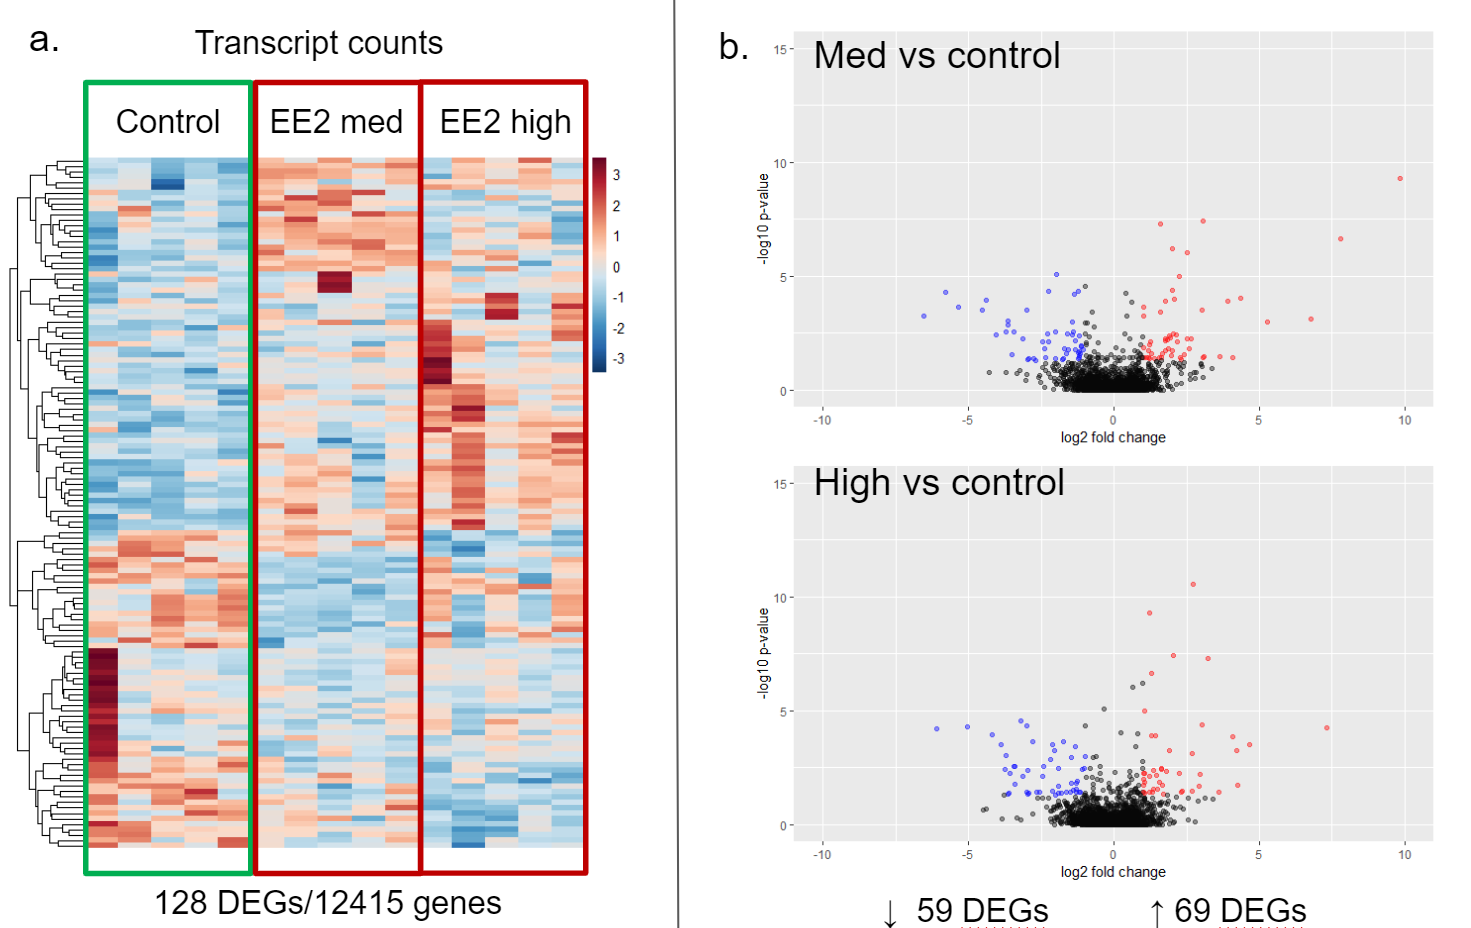 a.
Transcript counts
Control
EE2 med
EE2 high
3
2
1
0
-1
-2
-3
128 DEGs/12415 genes
b.
Med vs control
15
10
5
0
-log10 p-value
-10 -5 0 5 10
log2 fold change
High vs control
15
10
5
0
-log10 p-value
-10 -5 0 5 10
log2 fold change
↓ 59 DEGs
↑ 69 DEGs